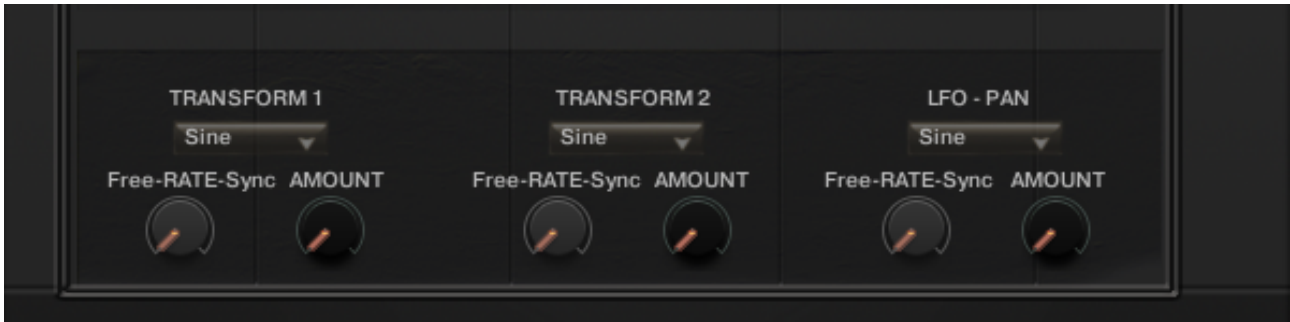 TRANSFORM 1
Sine
Free-RATE-Sync AMOUNT
TRANSFORM 2
Sine
Free-RATE-Sync AMOUNT
LFO - PAN
Sine
Free-RATE-Sync AMOUNT